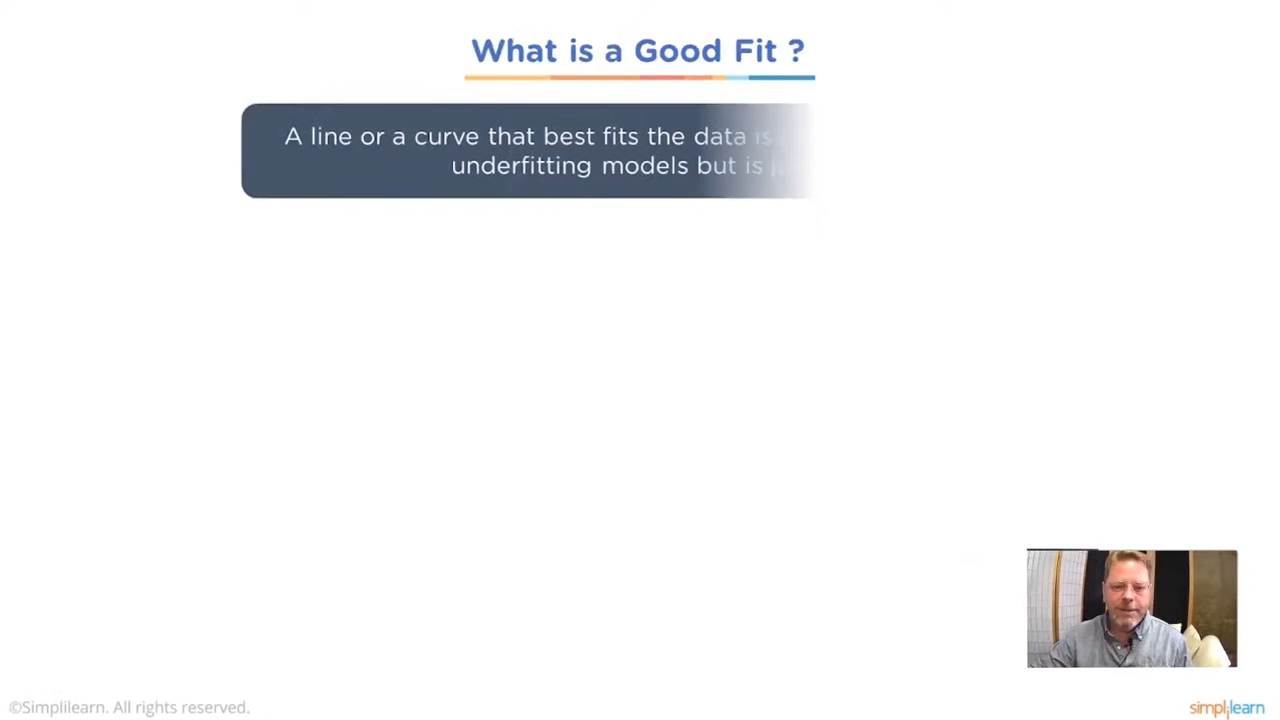 What is a Good Fit ?
A line or a curve that best fits the data is
underfitting models but is
©Simplilearn. All rights reserved.
simplilearn